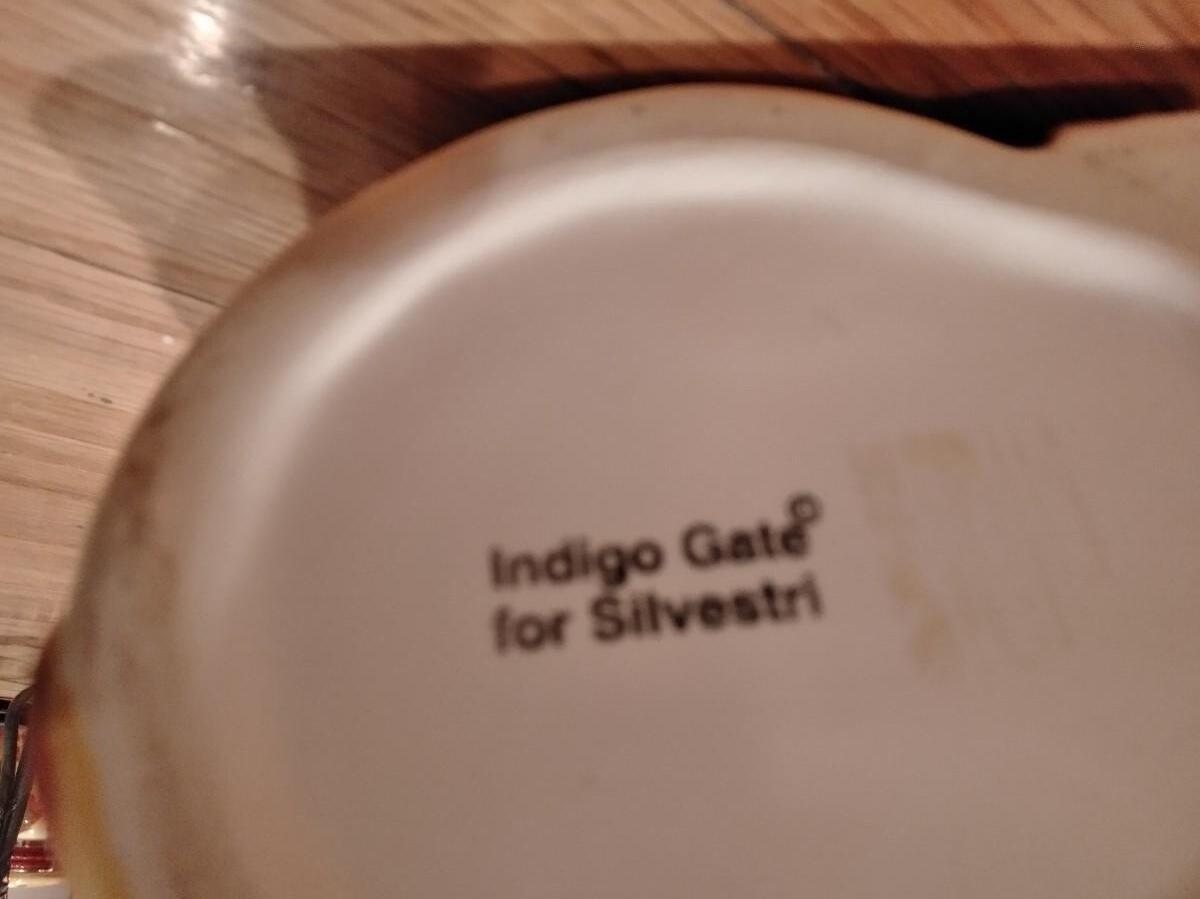 Indigo Gate©
for Silvestri